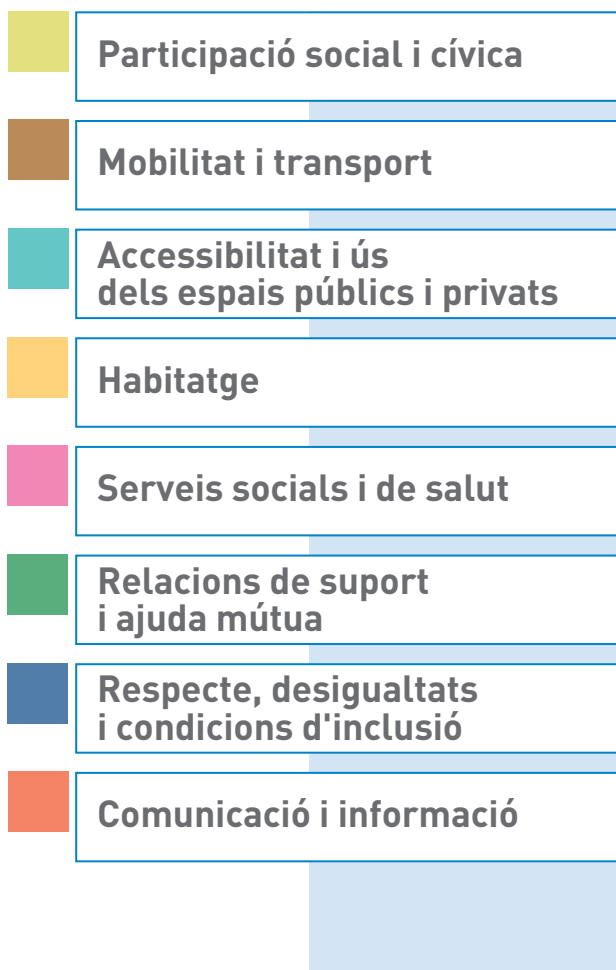 Participació social i cívica
Mobilitat i transport
Accessibilitat i ús
dels espais públics i privats
Habitatge
Serveis socials i de salut
Relacions de suport
i ajuda mútua
Respecte, desigualtats
i condicions d'inclusió
Comunicació i informació